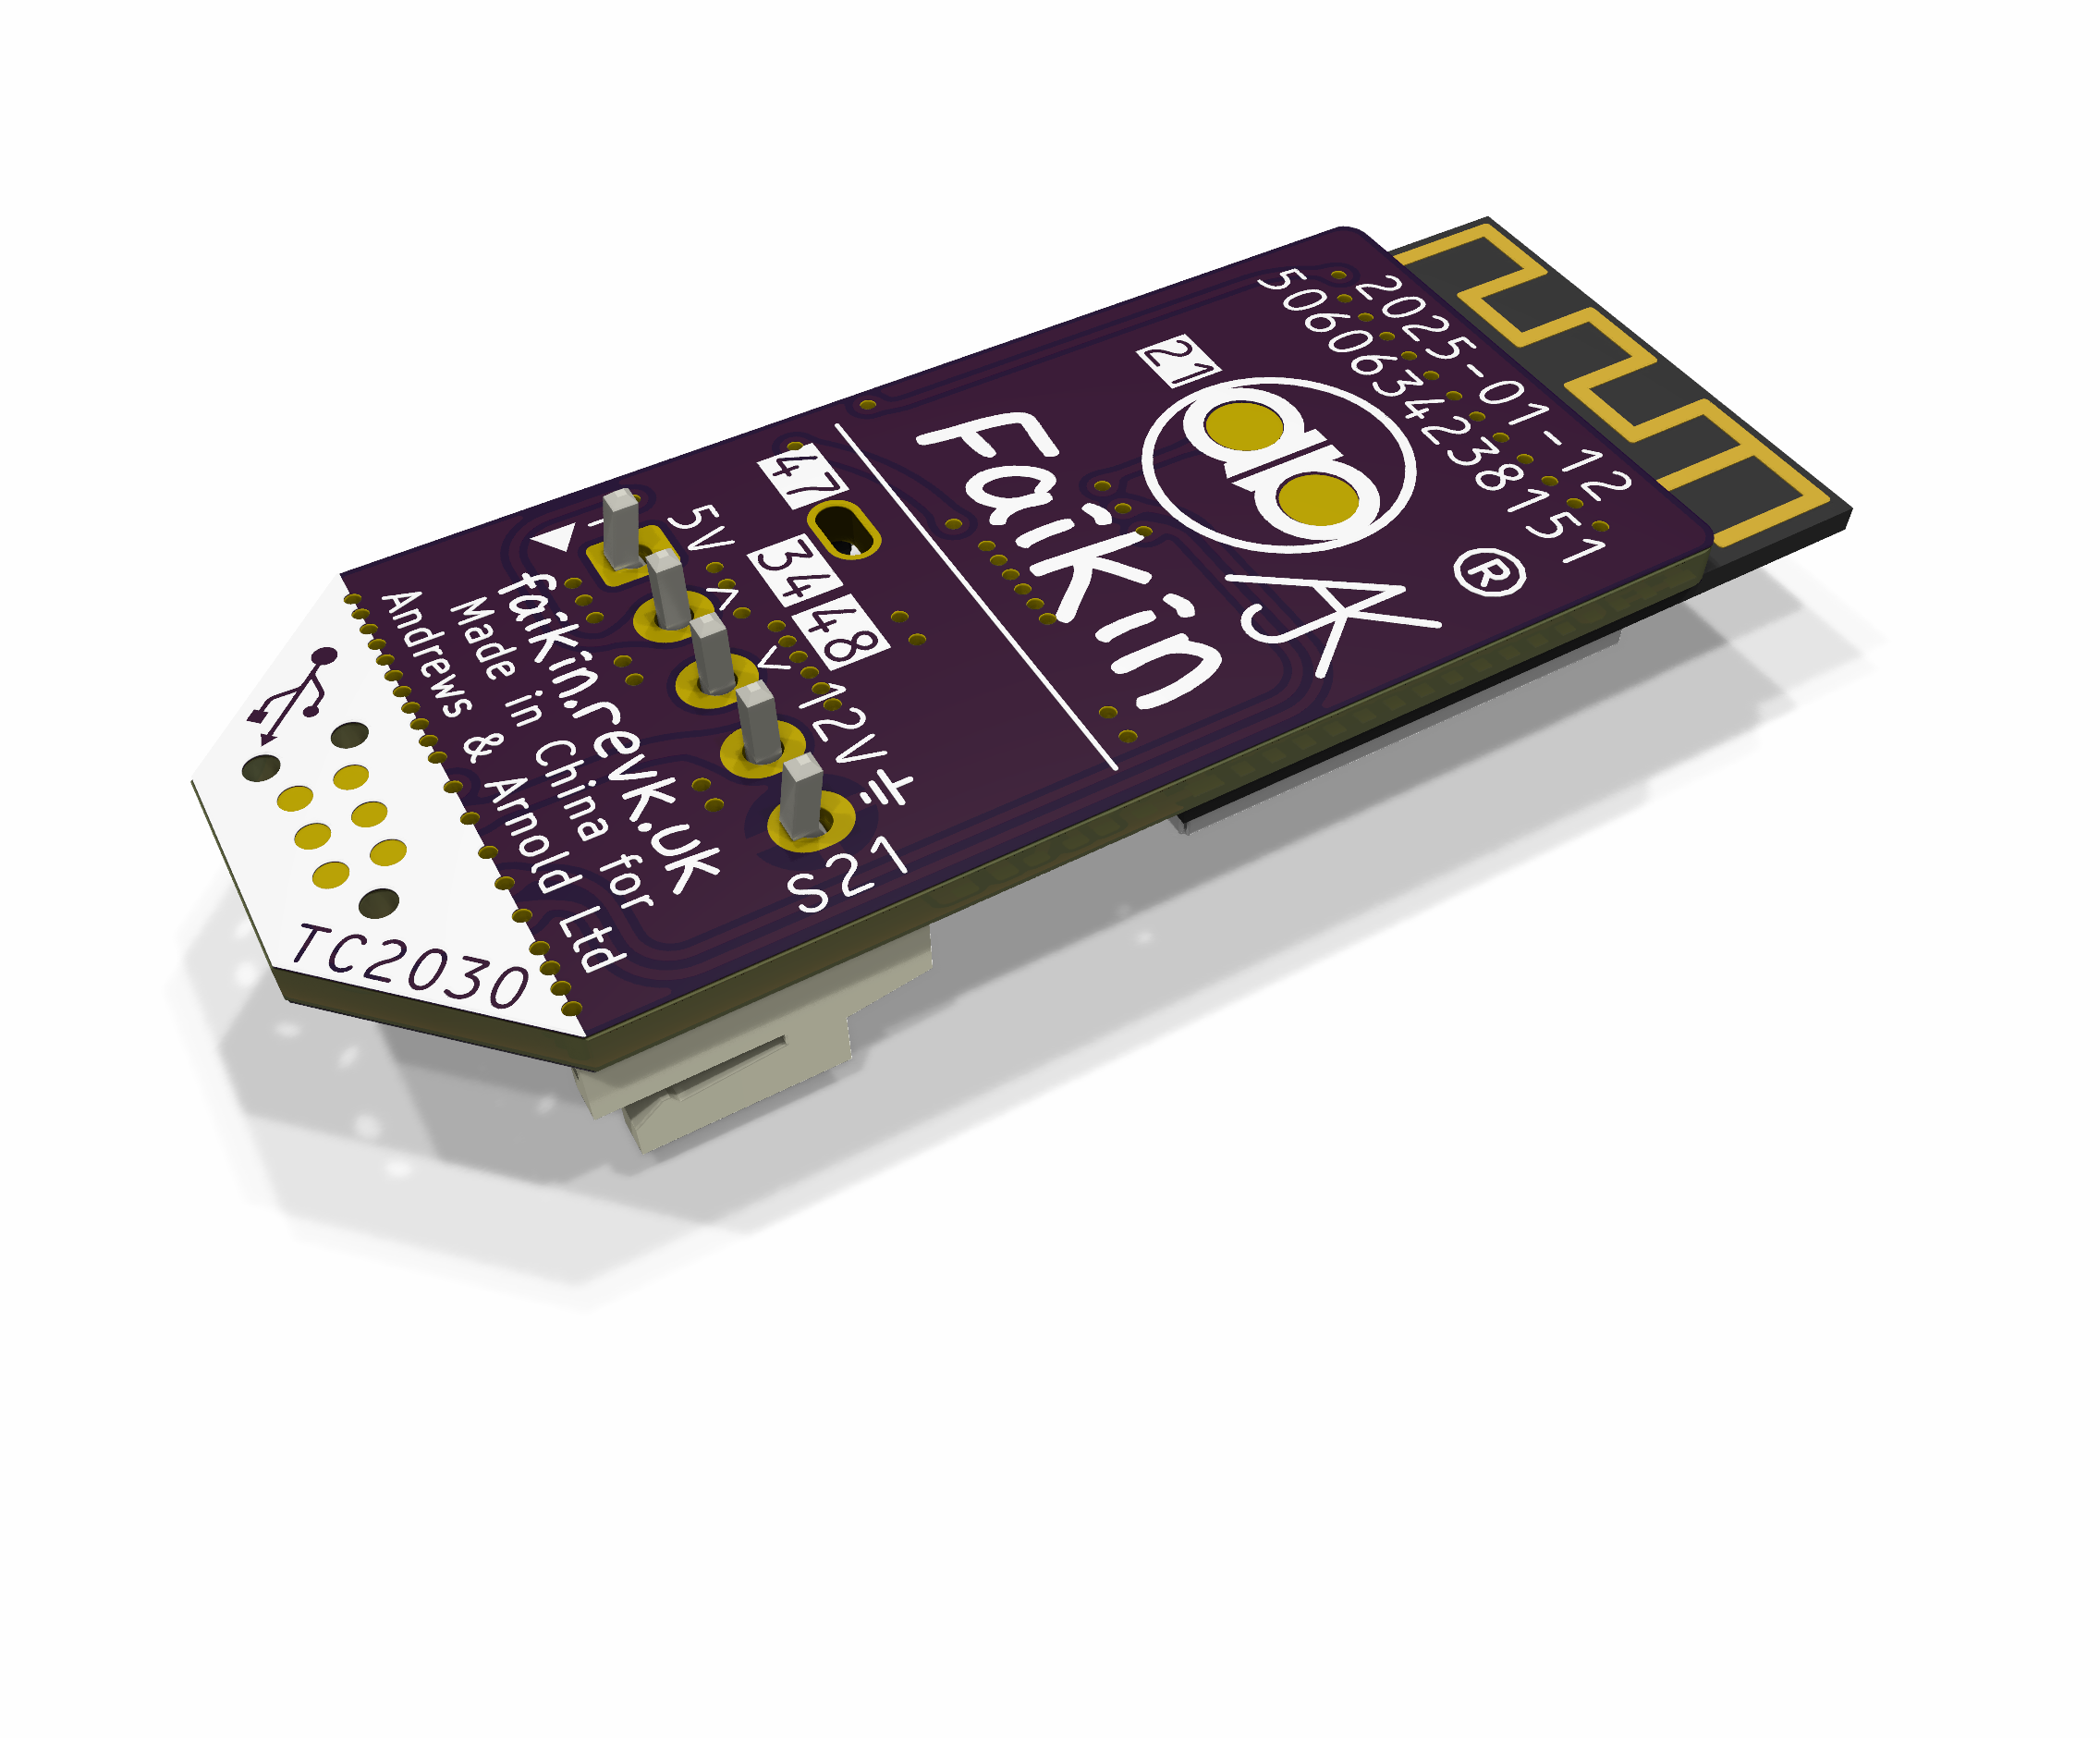 2025-01-12
5060634238151
®
21
Faikin
47
34
48
5V
>
<
12V
S21
faikin.revk.uk
Made in China for
Andrews & Arnold Ltd
TC2030